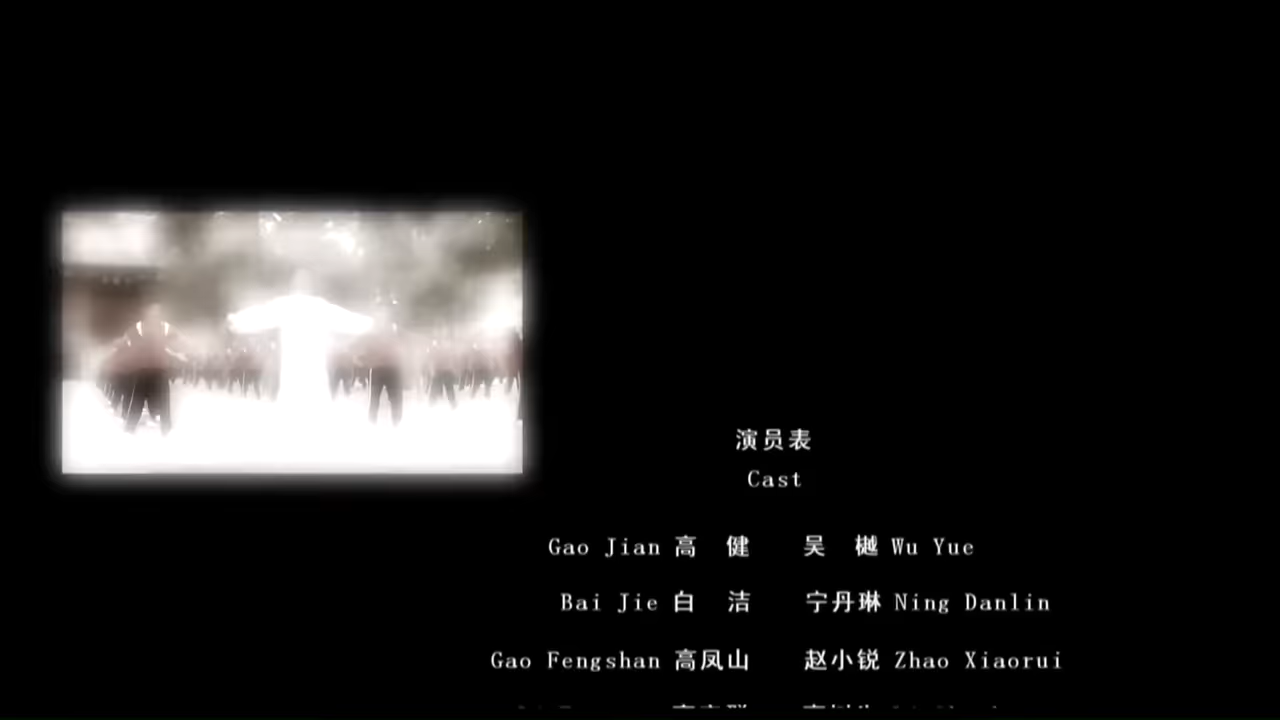 演员表
Cast
Gao Jian 高 健 吴 樾 Wu Yue
Bai Jie 白 洁 宁丹琳 Ning Danlin
Gao Fengshan 高凤山 赵小锐 Zhao Xiaorui